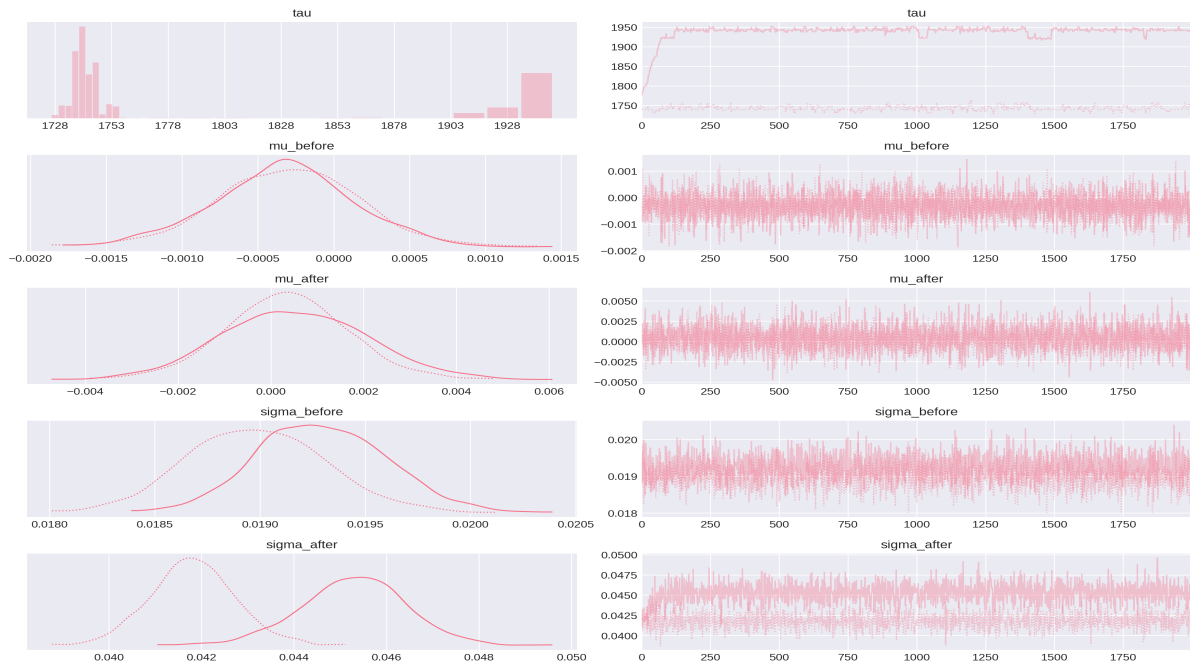 tau
1728 1753 1778 1803 1828 1853 1878 1903 1928
tau
1950
1900
1850
1800
1750
0 250 500 750 1000 1250 1500 1750
mu_before
−0.0020 −0.0015 −0.0010 −0.0005 0.0000 0.0005 0.0010 0.0015
mu_before
0.001
0.000
−0.001
−0.002
0 250 500 750 1000 1250 1500 1750
mu_after
−0.004 −0.002 0.000 0.002 0.004 0.006
mu_after
0.0050
0.0025
0.0000
−0.0025
−0.0050
0 250 500 750 1000 1250 1500 1750
sigma_before
0.0180 0.0185 0.0190 0.0195 0.0200 0.0205
sigma_before
0.020
0.019
0.018
0 250 500 750 1000 1250 1500 1750
sigma_after
0.040 0.042 0.044 0.046 0.048 0.050
sigma_after
0.0500
0.0475
0.0450
0.0425
0.0400
0 250 500 750 1000 1250 1500 1750